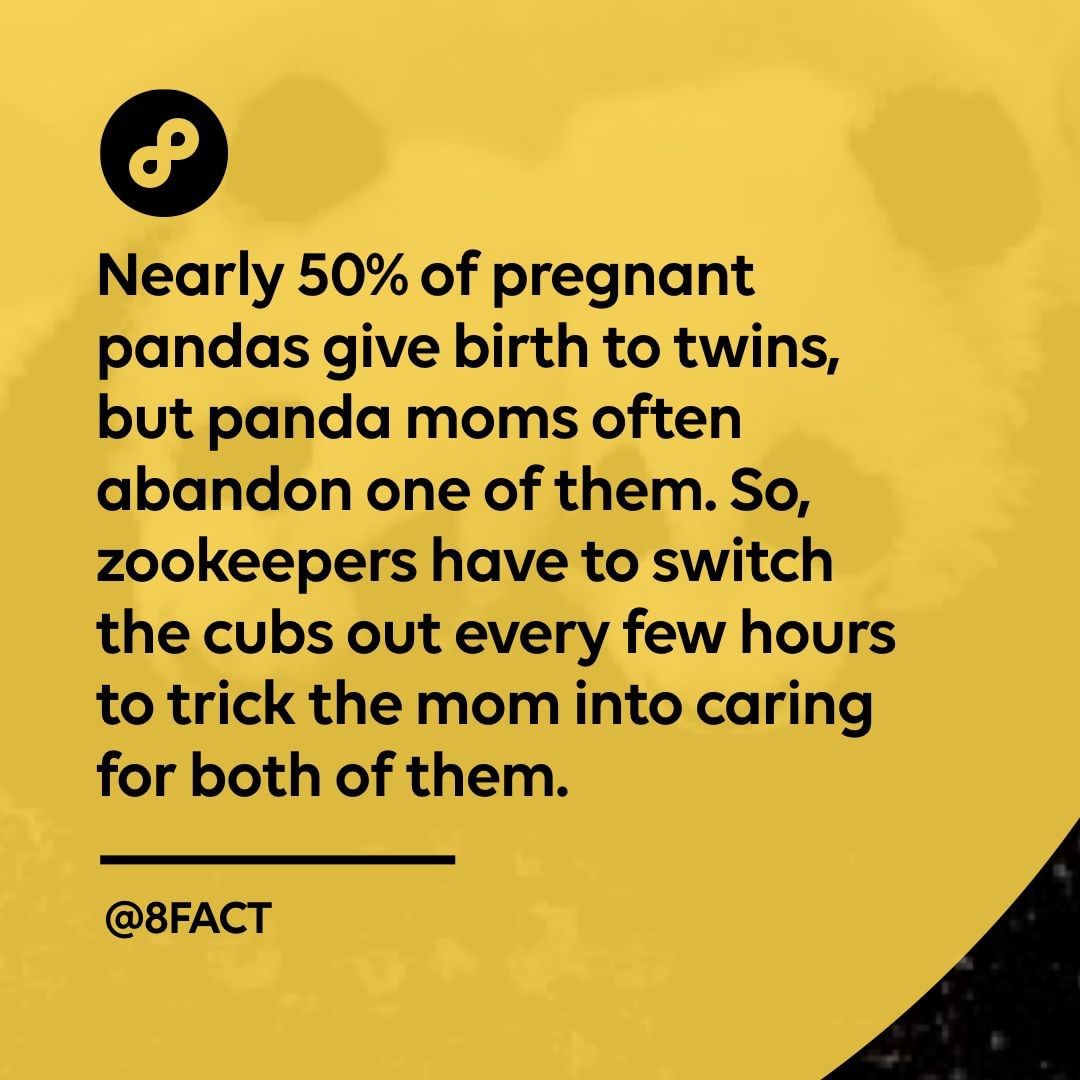 Nearly 50% of pregnant
pandas give birth to twins,
but panda moms often
abandon one of them. So,
zookeepers have to switch
the cubs out every few hours
to trick the mom into caring
for both of them.
@8FACT